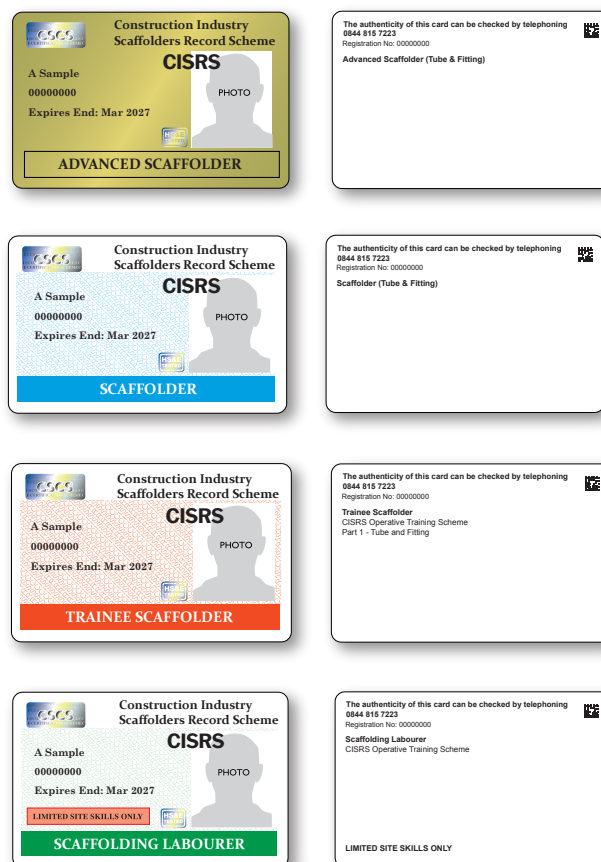 CSCS
Construction Industry
Scaffolders Record Scheme
CISRS
A Sample
00000000
Expires End: Mar 2027
PHOTO
ADVANCED SCAFFOLDER
The authenticity of this card can be checked by telephoning
0844 815 7223
Registration No: 00000000
Advanced Scaffolder (Tube & Fitting)
CSCS
Construction Industry
Scaffolders Record Scheme
CISRS
A Sample
00000000
Expires End: Mar 2027
PHOTO
HS&E
TESTED
SCAFFOLDER
The authenticity of this card can be checked by telephoning
0844 815 7223
Registration No: 00000000
Scaffolder (Tube & Fitting)
CSCS
Construction Industry
Scaffolders Record Scheme
CISRS
A Sample
00000000
Expires End: Mar 2027
PHOTO
TRAINEE SCAFFOLDER
The authenticity of this card can be checked by telephoning
0844 815 7223
Registration No: 00000000
Trainee Scaffolder
CISRS Operative Training Scheme
Part 1 - Tube and Fitting
CSCS
Construction Industry
Scaffolders Record Scheme
CISRS
A Sample
00000000
Expires End: Mar 2027
PHOTO
LIMITED SITE SKILLS ONLY
SCAFFOLDING LABOURER
The authenticity of this card can be checked by telephoning
0844 815 7223
Registration No: 00000000
Scaffolding Labourer
CISRS Operative Training Scheme
LIMITED SITE SKILLS ONLY